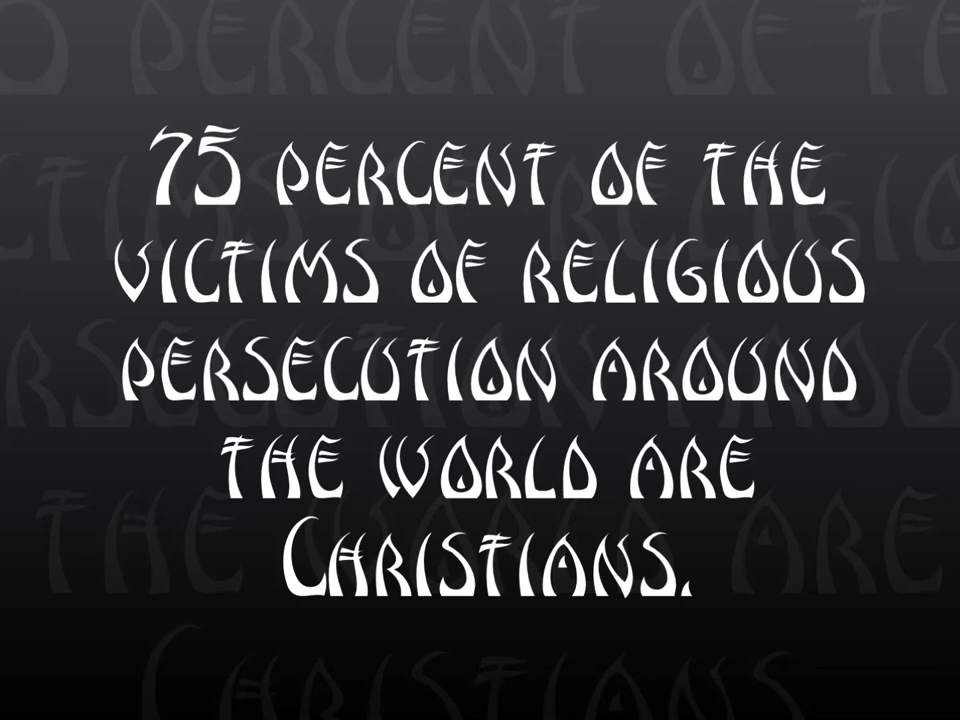 75 percent of the
victims of religious
persecution around
the world are
Christians.